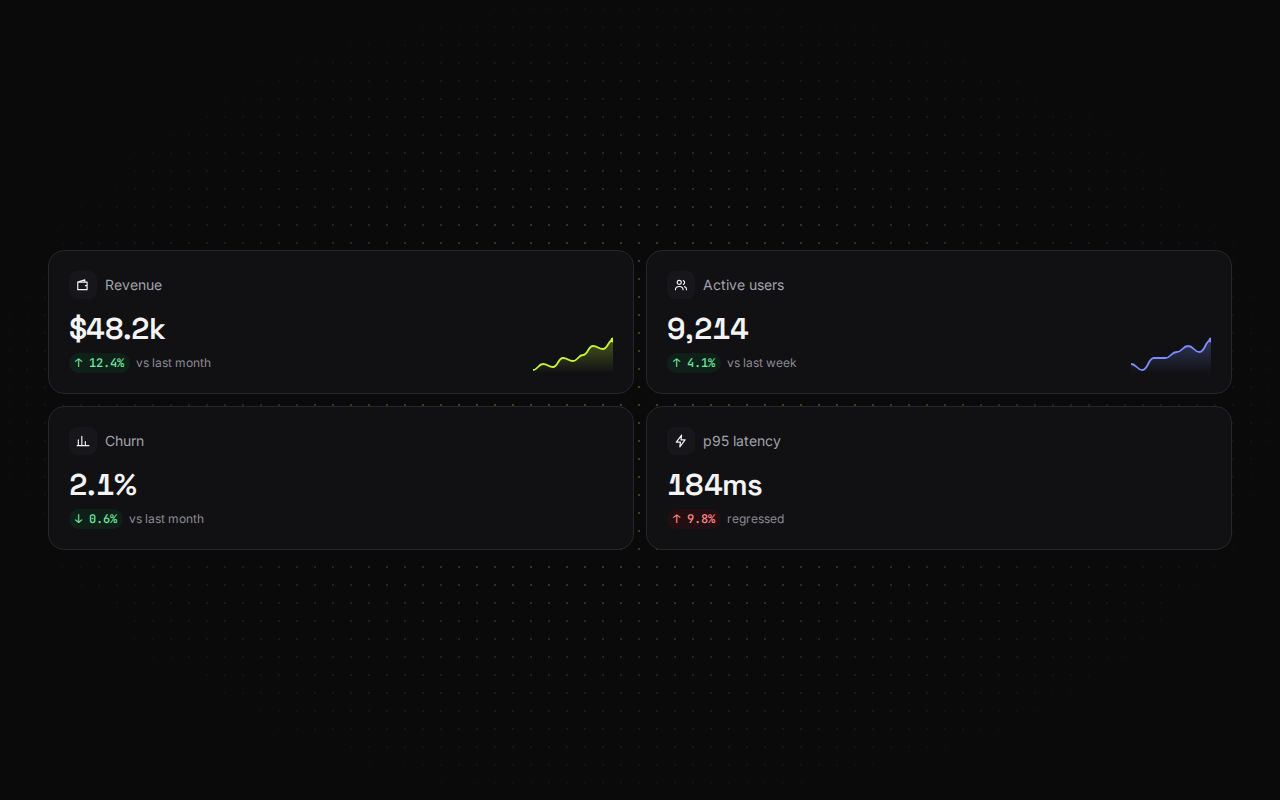 Revenue
$48.2k
↑ 12.4% vs last month
Active users
9,214
↑ 4.1% vs last week
Churn
2.1%
↓ 0.6% vs last month
p95 latency
184ms
↑ 9.8% regressed